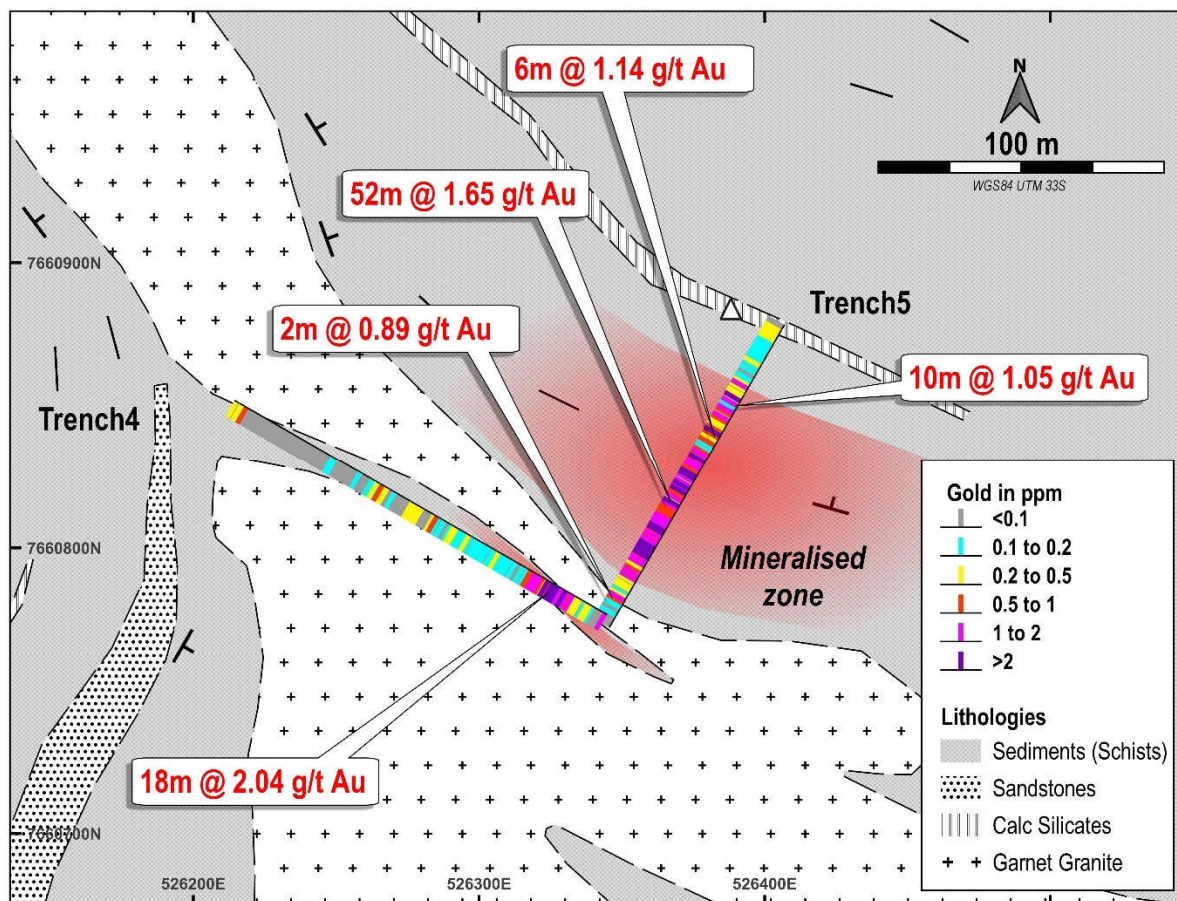 6m @ 1.14 g/t Au
N
100 m
WGS84 UTM 33S
52m @ 1.65 g/t Au
7660900N
Trench5
2m @ 0.89 g/t Au
10m @ 1.05 g/t Au
Trench4
7660800N
Mineralised
zone
18m @ 2.04 g/t Au
7660700N
526200E
526300E
526400E
Gold in ppm
<0.1
0.1 to 0.2
0.2 to 0.5
0.5 to 1
1 to 2
>2
Lithologies
Sediments (Schists)
Sandstones
Calc Silicates
Garnet Granite